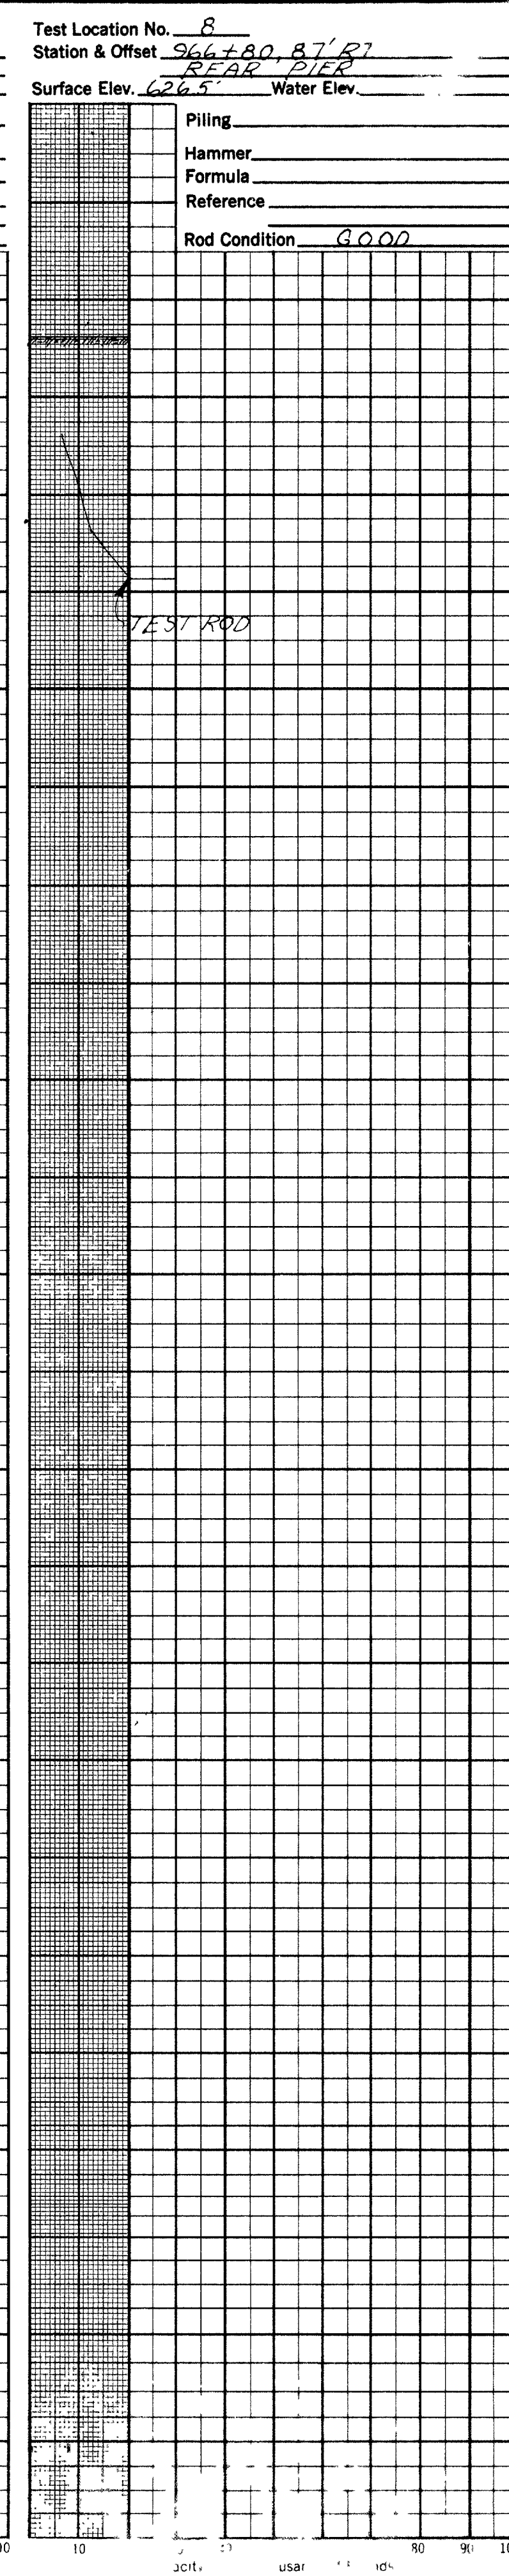 Test Location No. 8
Station & Offset 966+80, 87' RT
REAR PIER
Surface Elev. 626.5' Water Elev.
Piling
Hammer
Formula
Reference
Rod Condition GOOD
TEST ROD
10 80 90